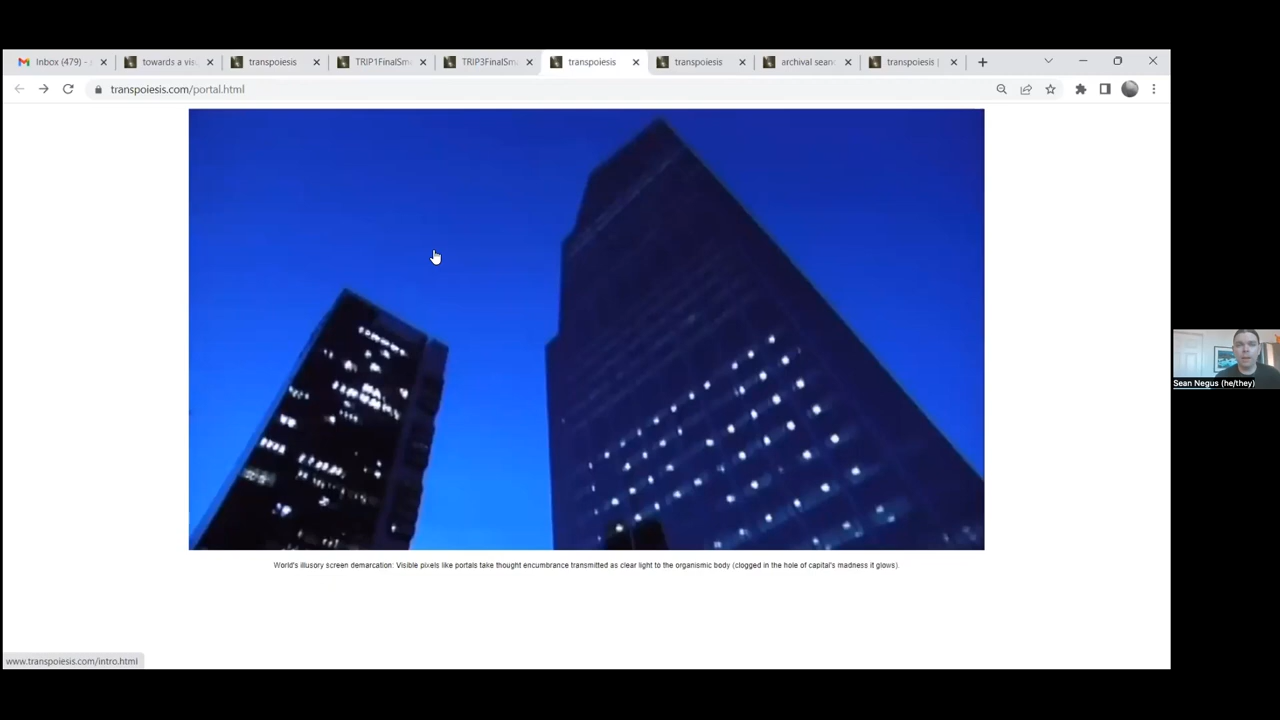 Inbox (479) -
towards a visu
transpoiesis
TRIP1FinalSm
TRIP3FinalSm
transpoiesis
transpoiesis
archival sean
transpoiesis |
transpoiesis.com/portal.html
Sean Negus (he/they)
World's illusory screen demarcation: Visible pixels like portals take thought encumbrance transmitted as clear light to the organismic body (clogged in the hole of capital's madness it glows).
www.transpoiesis.com/intro.html